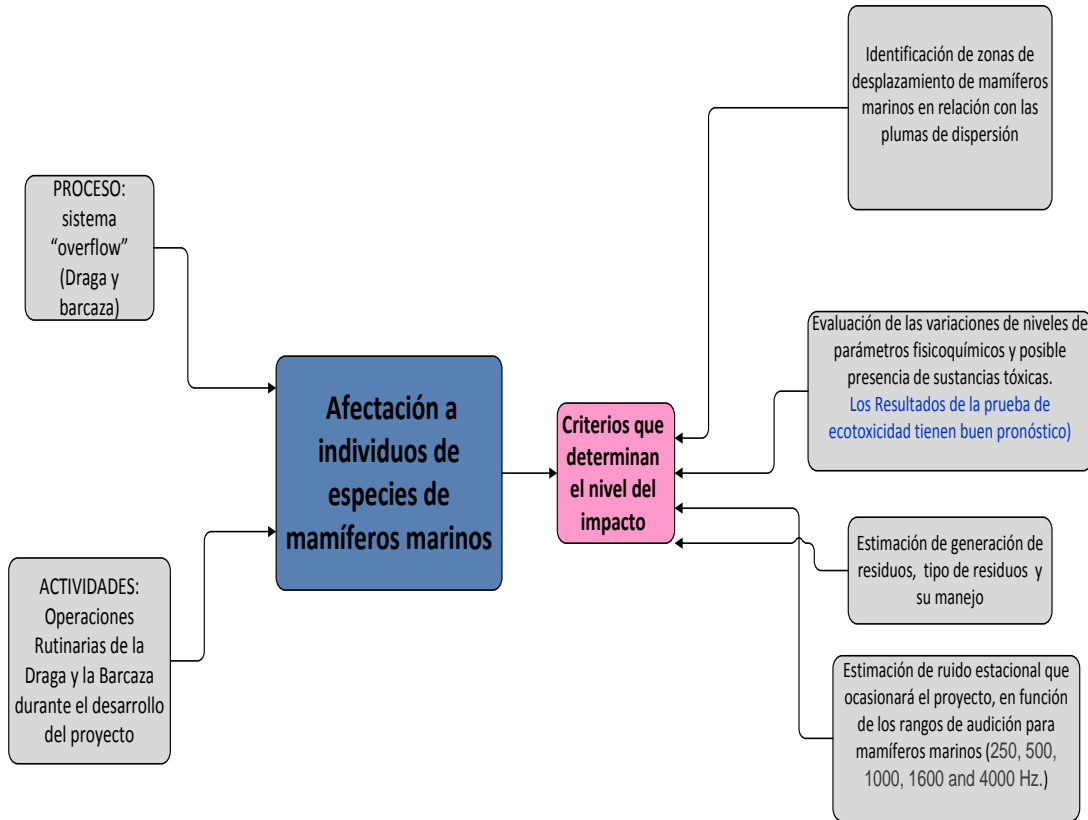 PROCESO:
sistema
“overflow”
(Draga y
barcaza)
ACTIVIDADES:
Operaciones
Rutinarias de la
Draga y la Barcaza
durante el desarrollo
del proyecto
Afectación a
individuos de
especies de
mamíferos marinos
Criterios que
determinan
el nivel del
impacto
Identificación de zonas de
desplazamiento de mamíferos
marinos en relación con las
plumas de dispersión
Evaluación de las variaciones de niveles de
parámetros fisicoquímicos y posible
presencia de sustancias tóxicas.
Los Resultados de la prueba de
ecotoxicidad tienen buen pronóstico)
Estimación de generación de
residuos, tipo de residuos y
su manejo
Estimación de ruido estacional que
ocasionará el proyecto, en función
de los rangos de audición para
mamíferos marinos (250, 500,
1000, 1600 and 4000 Hz.)